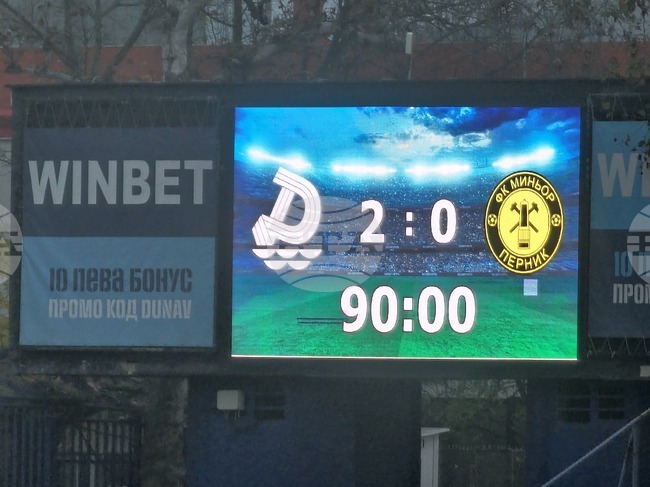 WINBET
10 ЛЕВА БОНУС
ПРОМО КОД DUNAV
2 : 0
90:00
ФК МИНЬОР
ПЕРНИК
WIN
10
ПРОМ